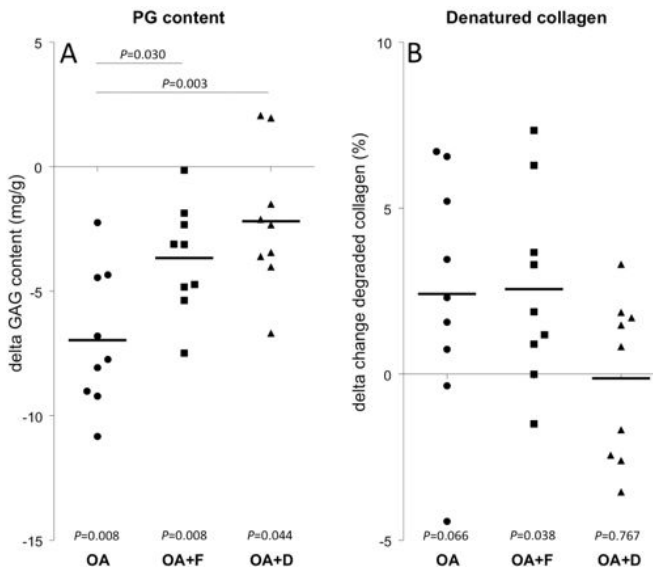 PG content
A
P=0.030
P=0.003
delta GAG content (mg/g)
5
0
-5
-10
-15
P=0.008
P=0.008
P=0.044
OA
OA+F
OA+D
Denatured collagen
B
delta change degraded collagen (%)
10
5
0
-5
P=0.066
P=0.038
P=0.767
OA
OA+F
OA+D